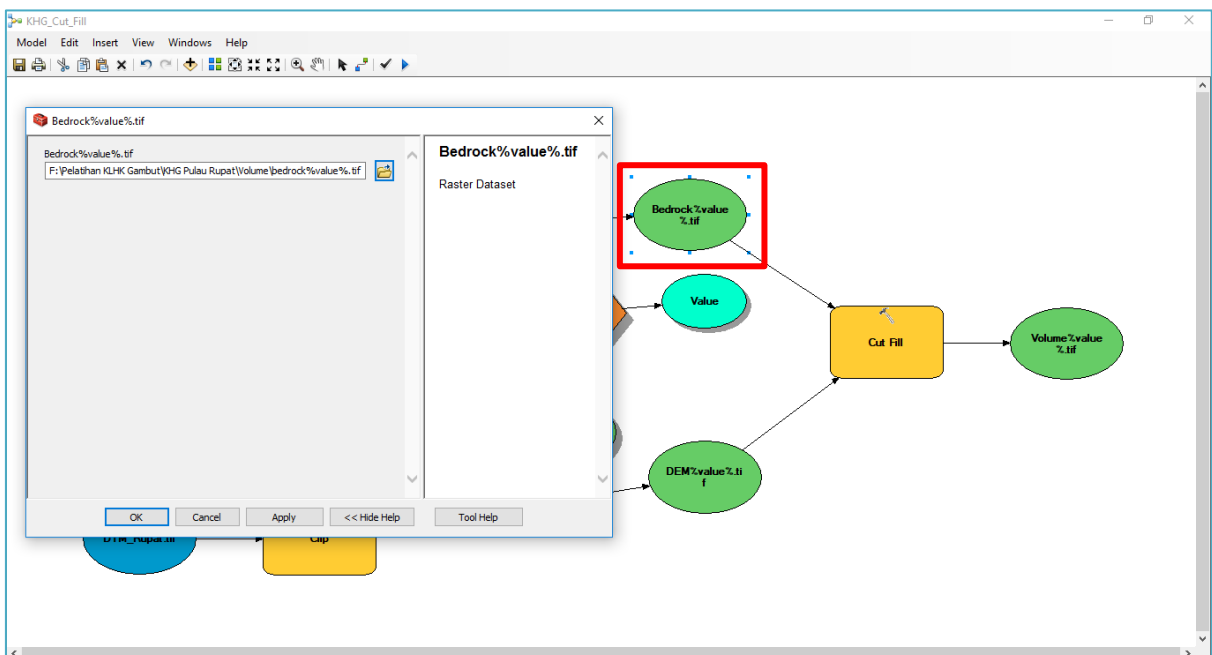 KHG_Cut_Fill
Model Edit Insert View Windows Help
Bedrock%value%.tif
Bedrock%value%.tif
F:\Pelatihan KLHK Gambut\KHG Pulau Rupat\Volume\bedrock%value%.tif
Bedrock%value%.tif
Raster Dataset
OK Cancel Apply << Hide Help Tool Help
Bedrock%value
%.tif
Value
Cut Fill
Volume%value
%.tif
DEM%value%.ti
f
DTM_Rupat.tif
Clip